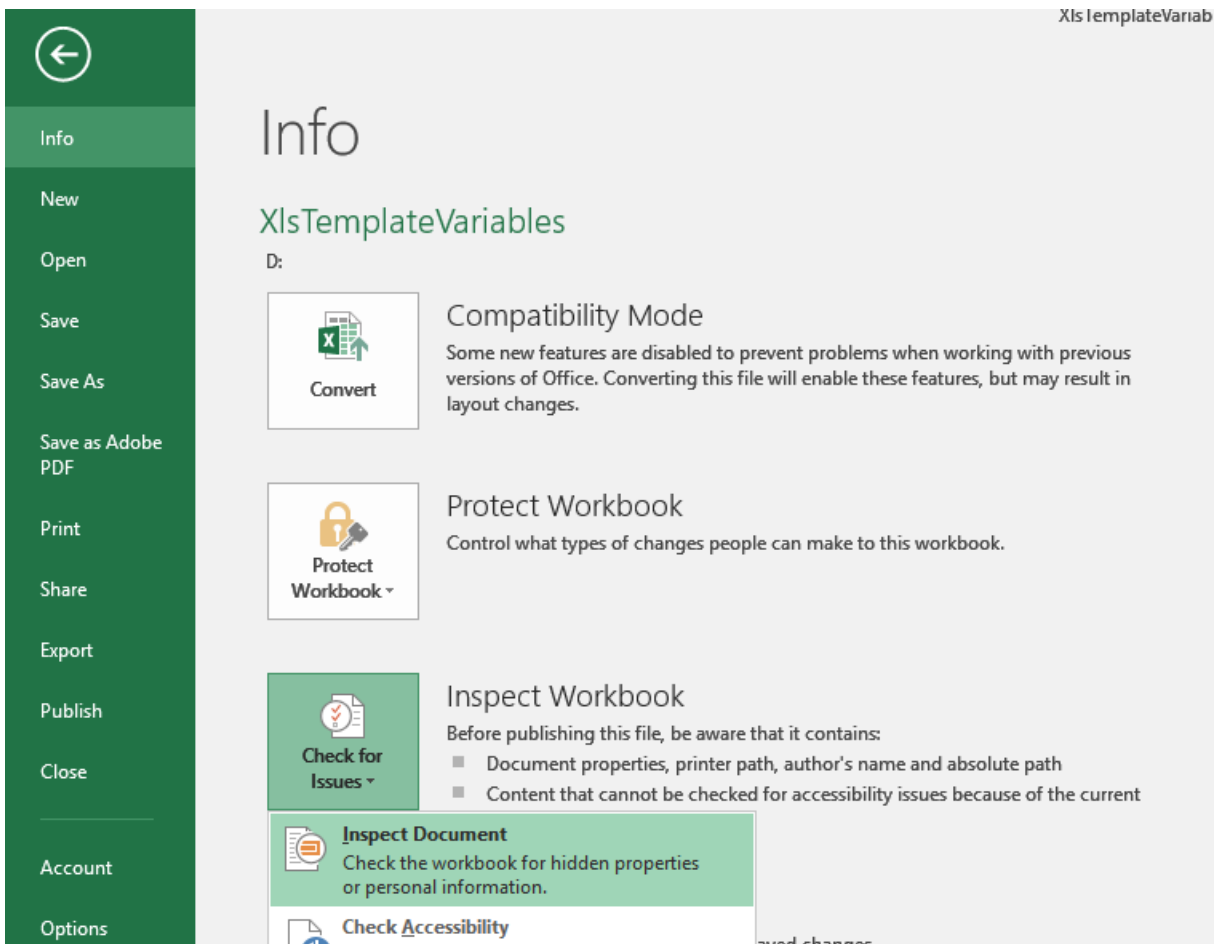 XlsTemplateVariab
Info
New
Open
Save
Save As
Save as Adobe
PDF
Print
Share
Export
Publish
Close
Account
Options
Info
XlsTemplateVariables
D:
Convert
Compatibility Mode
Some new features are disabled to prevent problems when working with previous
versions of Office. Converting this file will enable these features, but may result in
layout changes.
Protect
Workbook
Protect Workbook
Control what types of changes people can make to this workbook.
Check for
Issues
Inspect Workbook
Before publishing this file, be aware that it contains:
Document properties, printer path, author's name and absolute path
Content that cannot be checked for accessibility issues because of the current
Inspect Document
Check the workbook for hidden properties
or personal information.
Check Accessibility
changes